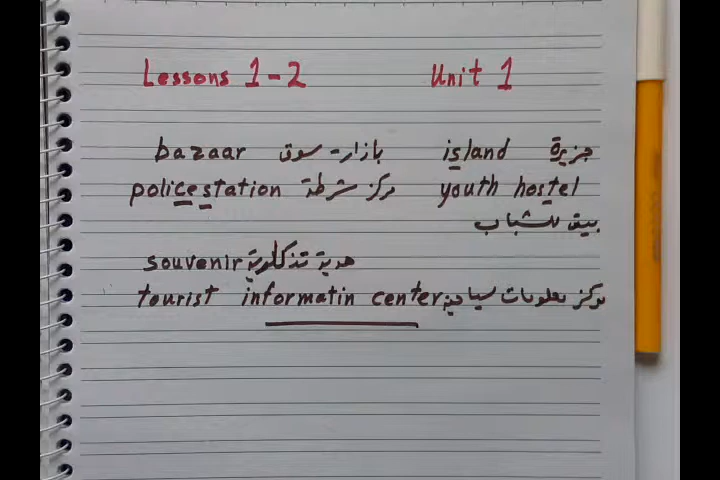 Lessons 1-2 Unit 1
bazaar بازار - سوق island جزيرة
police station مركز شرطة youth hostel
بيت للشباب
souvenir هدية تذكارية
tourist informatin center مركز معلومات سياحية